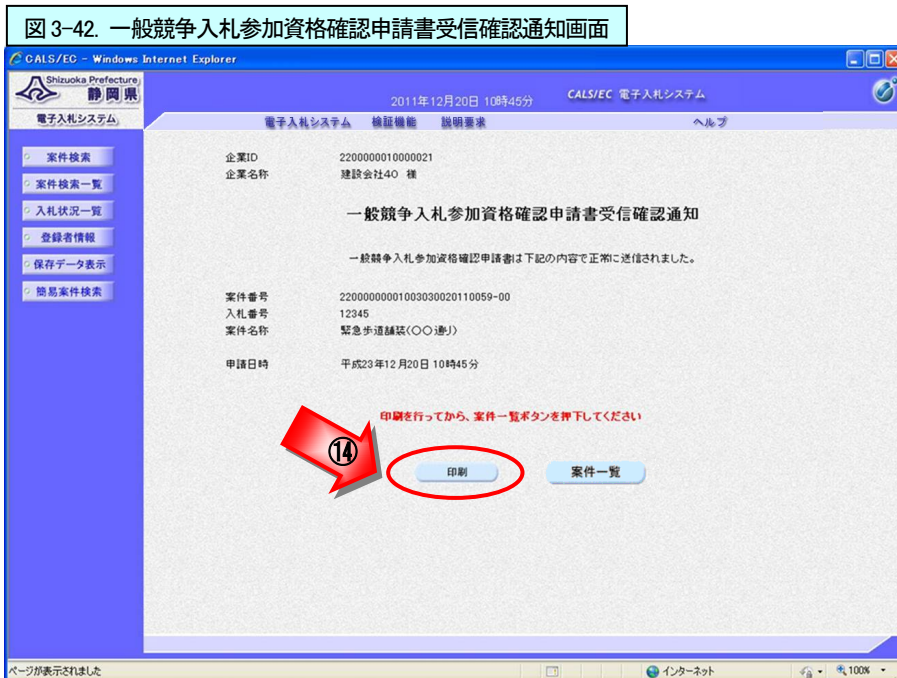 図 3-42. 一般競争入札参加資格確認申請書受信確認通知画面
CALS/EC - Windows Internet Explorer
Shizuoka Prefecture
静岡県
2011年12月20日 10時45分
CALS/EC 電子入札システム
電子入札システム
電子入札システム 検証機能 説明要求 ヘルプ
案件検索
案件検索一覧
入札状況一覧
登録者情報
保存データ表示
簡易案件検索
企業ID 2200000010000021
企業名称 建設会社40 様
一般競争入札参加資格確認申請書受信確認通知
一般競争入札参加資格確認申請書は下記の内容で正常に送信されました。
案件番号 22000000001003030020110059-00
入札番号 12345
案件名称 緊急歩道舗装(○○通り)
申請日時 平成23年12月20日 10時45分
印刷を行ってから、案件一覧ボタンを押下してください
⑭
印刷
案件一覧
ページが表示されました
インターネット
100%